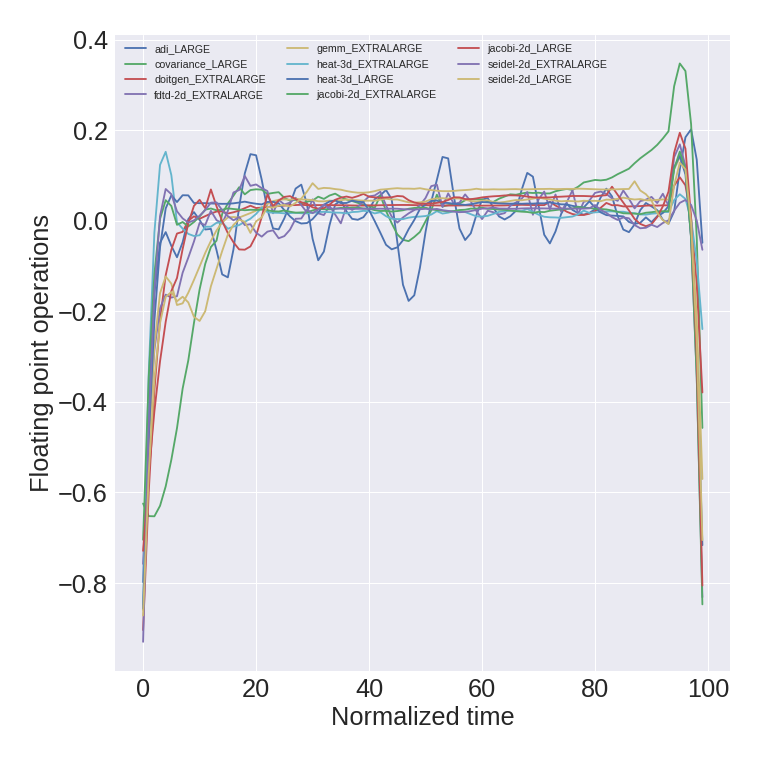 0.4
0.2
0.0
−0.2
−0.4
−0.6
−0.8
Floating point operations
adi_LARGE
covariance_LARGE
doitgen_EXTRALARGE
fdtd-2d_EXTRALARGE
gemm_EXTRALARGE
heat-3d_EXTRALARGE
heat-3d_LARGE
jacobi-2d_EXTRALARGE
jacobi-2d_LARGE
seidel-2d_EXTRALARGE
seidel-2d_LARGE
0 20 40 60 80 100
Normalized time